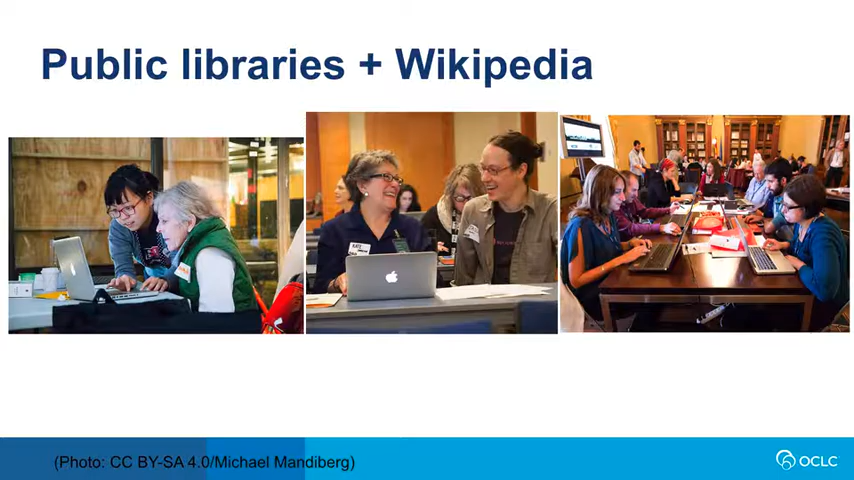 Public libraries + Wikipedia
(Photo: CC BY-SA 4.0/Michael Mandiberg)
OCLC